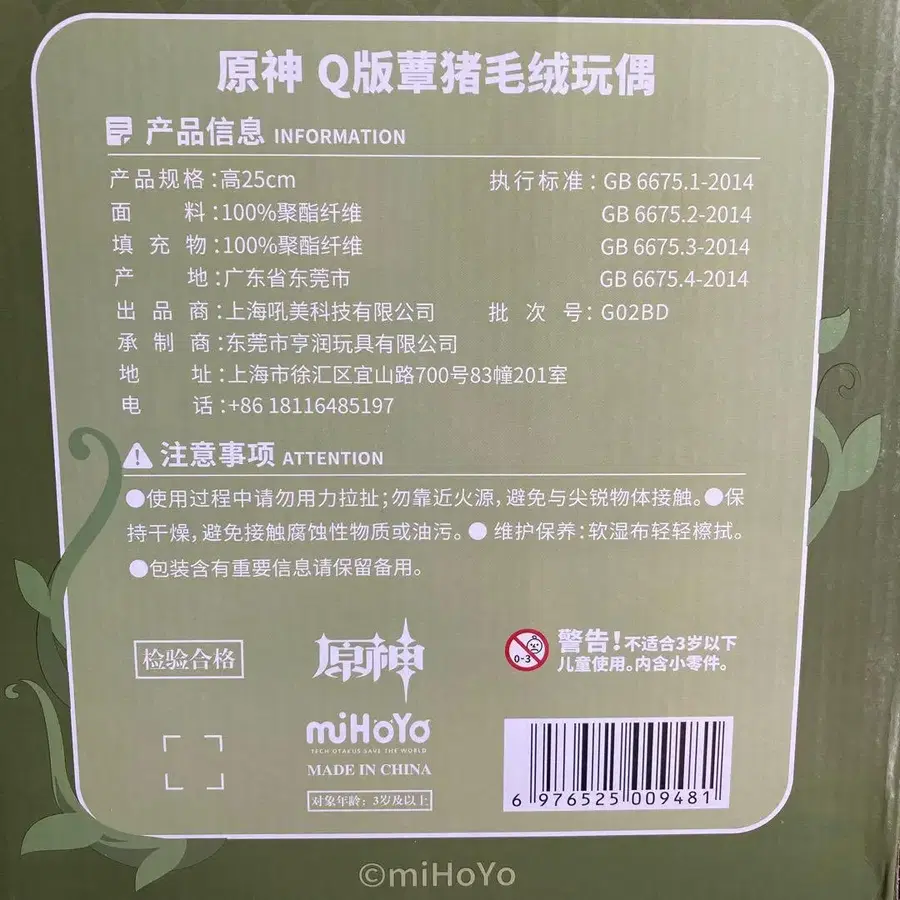 原神 Q版蕈猪毛绒玩偶
产品信息 INFORMATION
产品规格:高25cm 执行标准:GB 6675.1-2014
面料:100%聚酯纤维 GB 6675.2-2014
填充物:100%聚酯纤维 GB 6675.3-2014
产地:广东省东莞市 GB 6675.4-2014
出品商:上海吼美科技有限公司 批次号:G02BD
承制商:东莞市亨润玩具有限公司
地址:上海市徐汇区宜山路700号83幢201室
电话:+86 18116485197
注意事项 ATTENTION
●使用过程中请勿用力拉扯;勿靠近火源,避免与尖锐物体接触。●保
持干燥,避免接触腐蚀性物质或油污。● 维护保养:软湿布轻轻檫拭。
●包装含有重要信息请保留备用。
检验合格
原神
miHoYo
TECH OTAKUS SAVE THE WORLD
MADE IN CHINA
对象年龄:3岁及以上
0-3
警告!不适合3岁以下
儿童使用。内含小零件。
6 976525 009481
©miHoYo